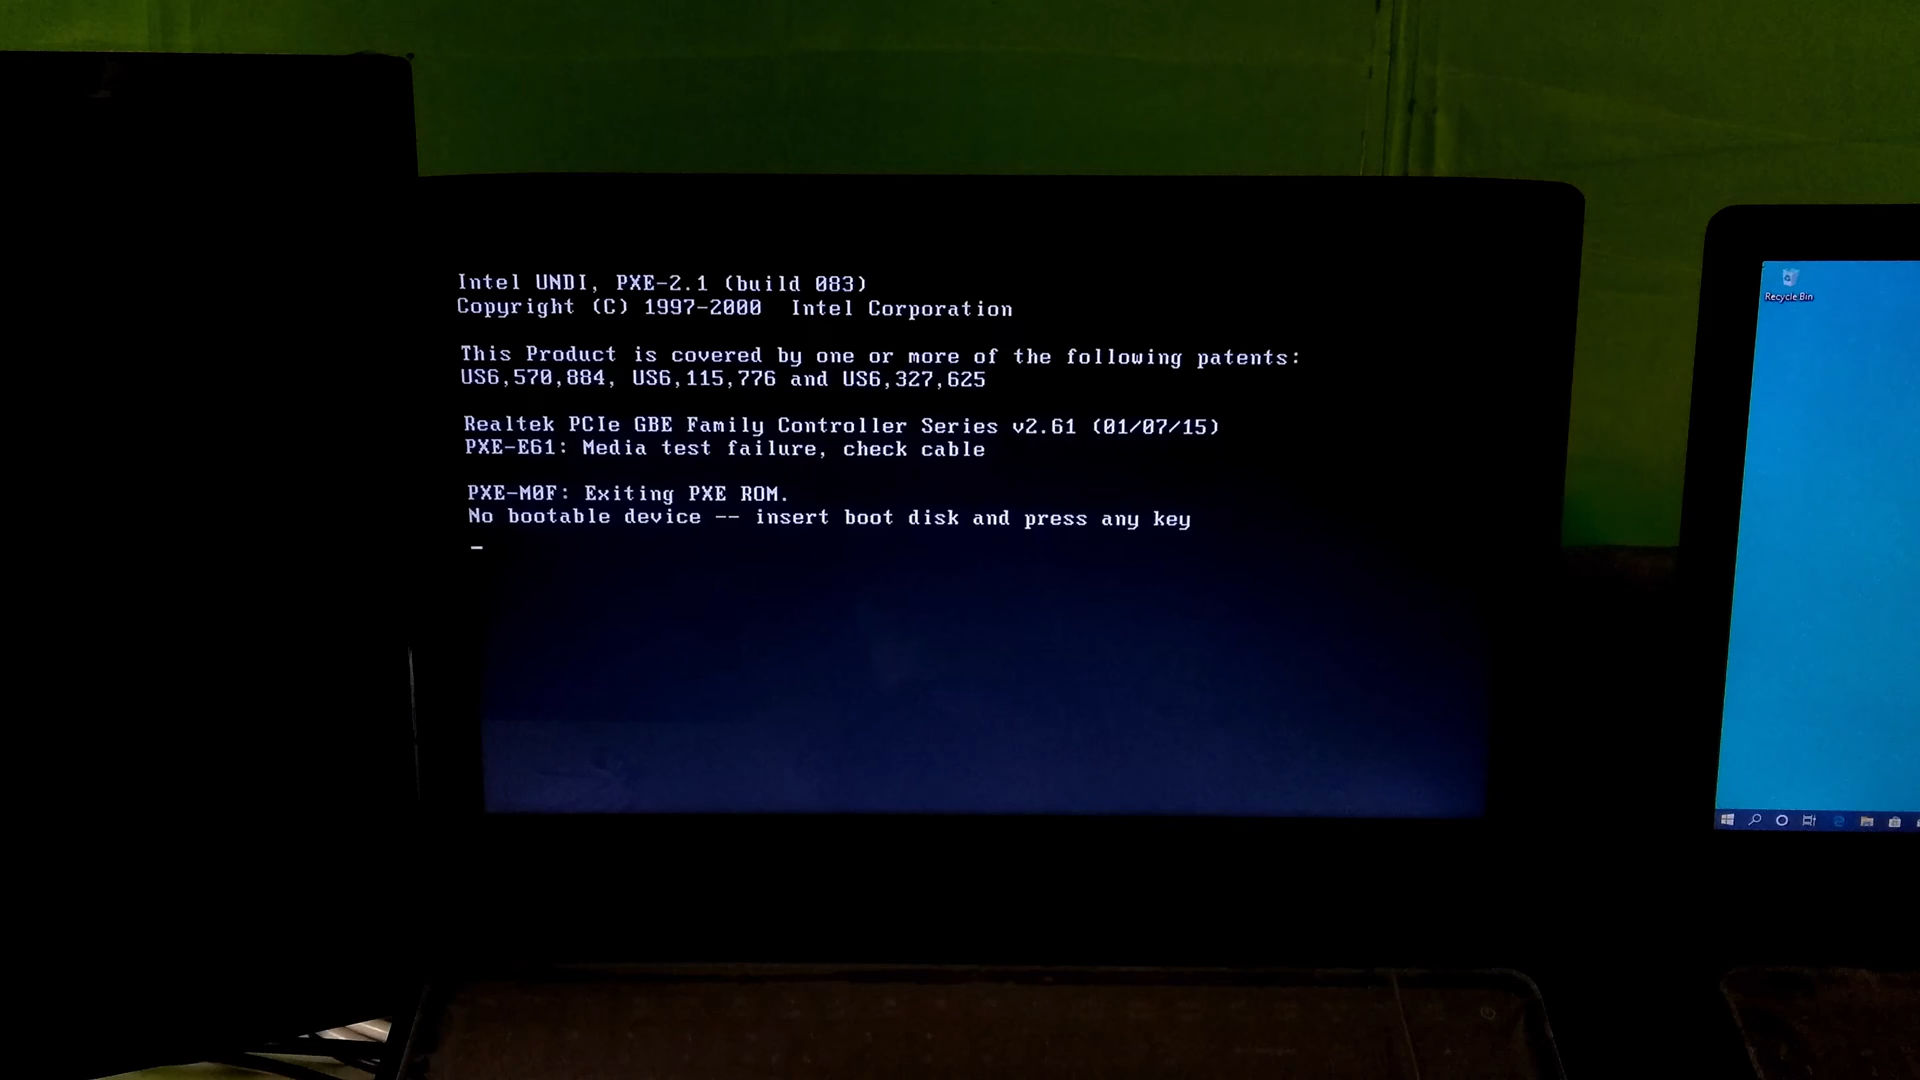 Intel UNDI, PXE-2.1 (build 083)
Copyright (C) 1997-2000  Intel Corporation
This Product is covered by one or more of the following patents:
US6,570,884, US6,115,776 and US6,327,625
Realtek PCIe GBE Family Controller Series v2.61 (01/07/15)
PXE-E61: Media test failure, check cable
PXE-M0F: Exiting PXE ROM.
No bootable device -- insert boot disk and press any key
_
Recycle Bin